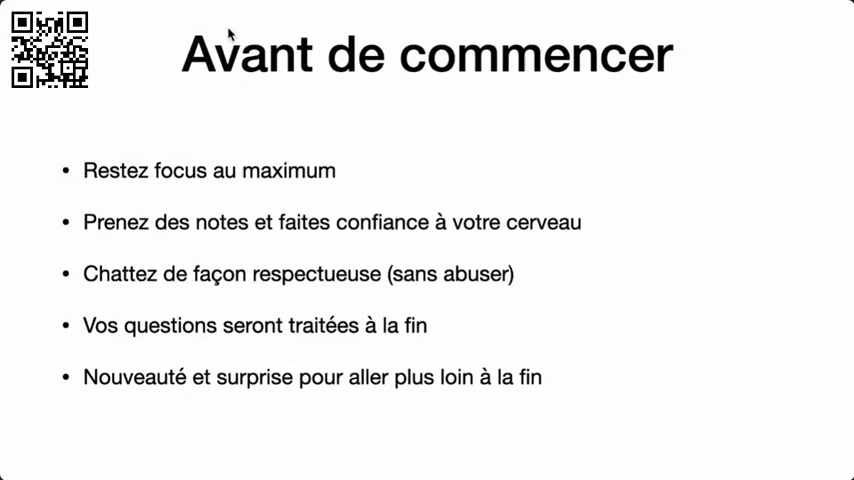 Avant de commencer
• Restez focus au maximum
• Prenez des notes et faites confiance à votre cerveau
• Chattez de façon respectueuse (sans abuser)
• Vos questions seront traitées à la fin
• Nouveauté et surprise pour aller plus loin à la fin